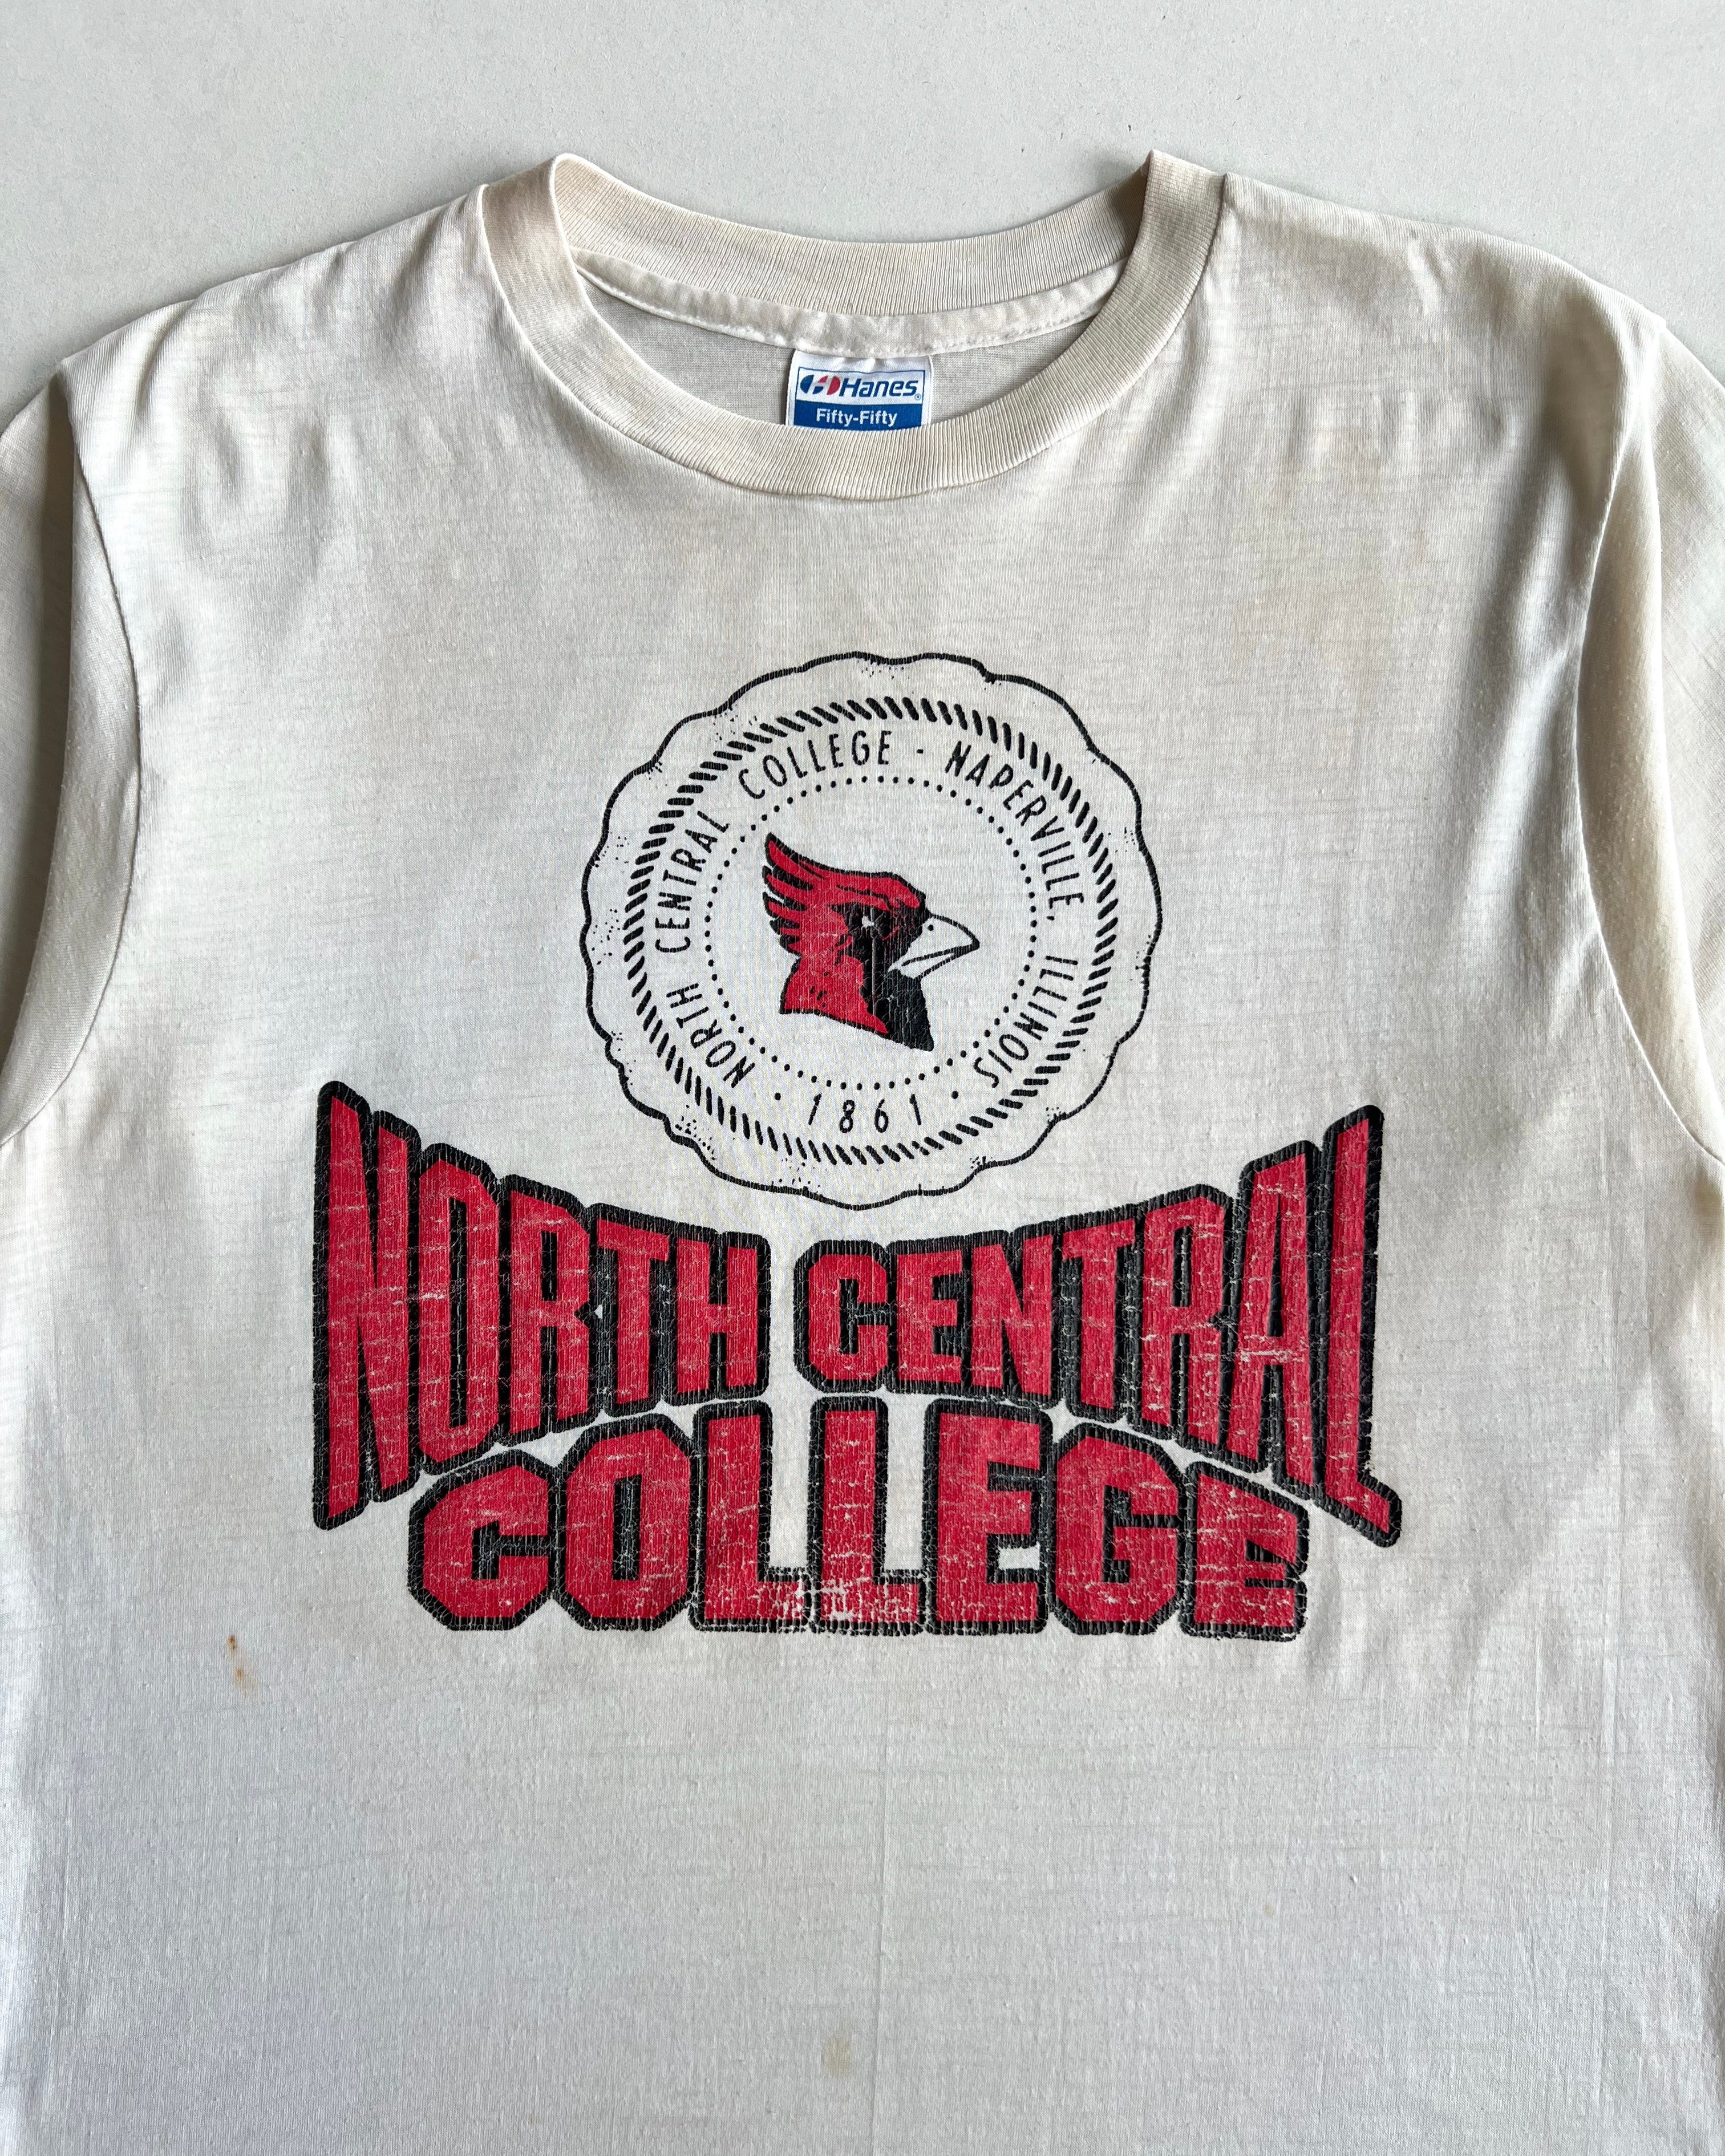 Hanes®
Fifty-Fifty
NORTH CENTRAL COLLEGE · NAPERVILLE, ILLINOIS · 1861 ·
NORTH CENTRAL
COLLEGE